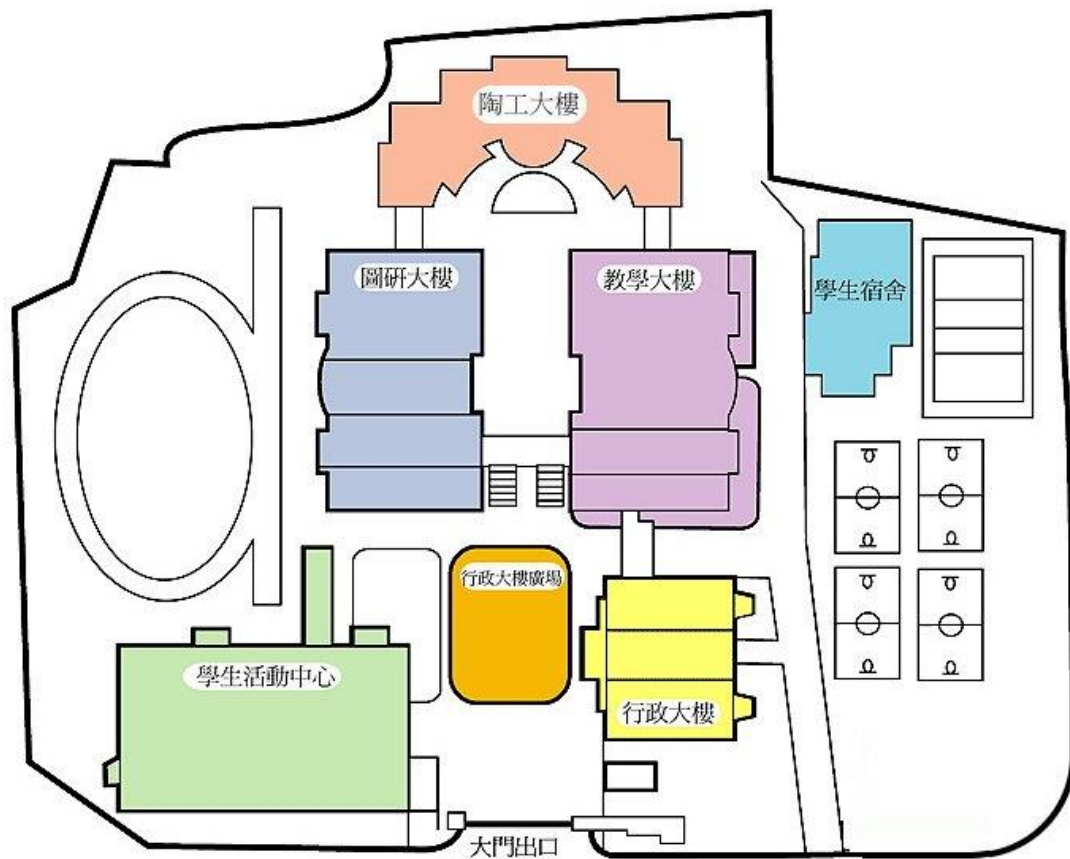 陶工大樓
圖研大樓
教學大樓
學生宿舍
行政大樓廣場
學生活動中心
行政大樓
大門出口